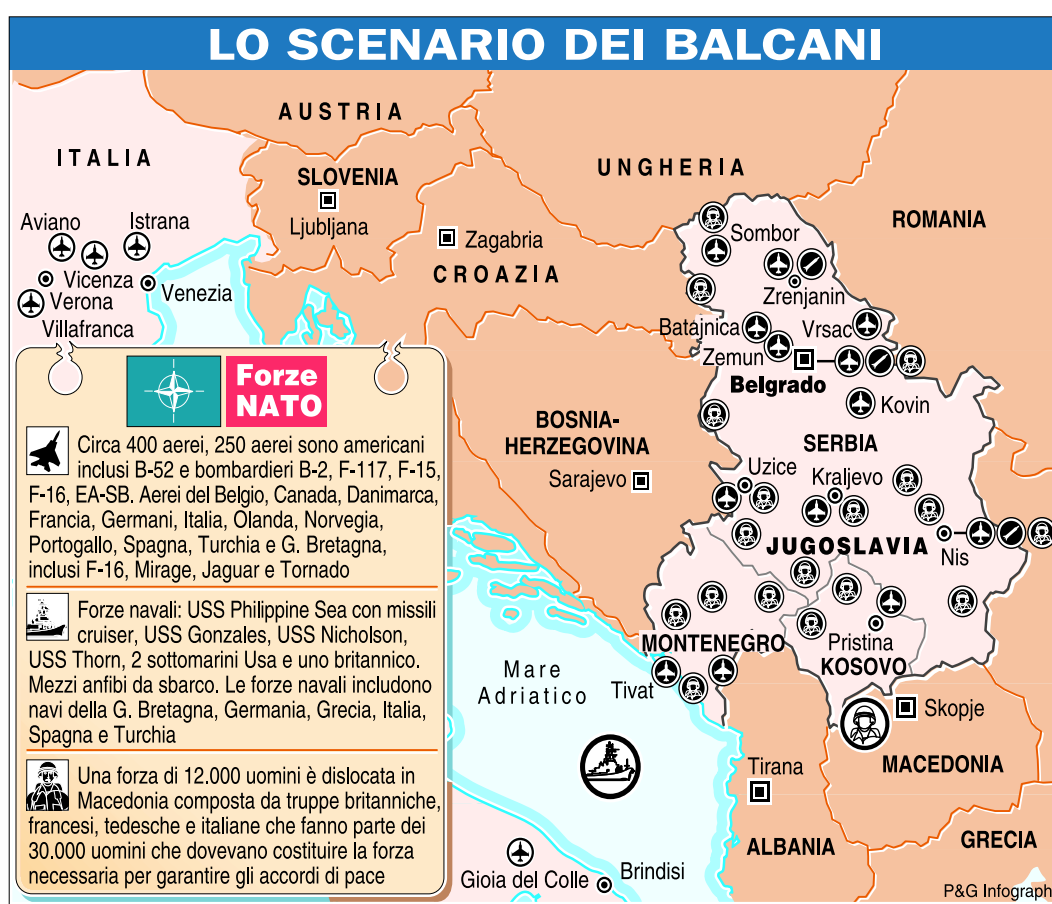 LO SCENARIO DEI BALCANI
AUSTRIA
ITALIA
UNGHERIA
SLOVENIA
Ljubljana
ROMANIA
Aviano
Istrana
Sombor
Zagabria
CROAZIA
Vicenza
Venezia
Verona
Villafranca
Zrenjanin
Batajnica
Vrsac
Zemun
Belgrado
Kovin
Forze
NATO
Circa 400 aerei, 250 aerei sono americani
inclusi B-52 e bombardieri B-2, F-117, F-15,
F-16, EA-SB. Aerei del Belgio, Canada, Danimarca,
Francia, Germani, Italia, Olanda, Norvegia,
Portogallo, Spagna, Turchia e G. Bretagna,
inclusi F-16, Mirage, Jaguar e Tornado
Forze navali: USS Philippine Sea con missili
cruiser, USS Gonzales, USS Nicholson,
USS Thorn, 2 sottomarini Usa e uno britannico.
Mezzi anfibi da sbarco. Le forze navali includono
navi della G. Bretagna, Germania, Grecia, Italia,
Spagna e Turchia
Una forza di 12.000 uomini è dislocata in
Macedonia composta da truppe britanniche,
francesi, tedesche e italiane che fanno parte dei
30.000 uomini che dovevano costituire la forza
necessaria per garantire gli accordi di pace
BOSNIA-
HERZEGOVINA
Sarajevo
SERBIA
Uzice
Kraljevo
JUGOSLAVIA
Nis
MONTENEGRO
Pristina
KOSOVO
Mare
Adriatico
Tivat
Skopje
Tirana
MACEDONIA
ALBANIA
GRECIA
Gioia del Colle
Brindisi
P&G Infograph